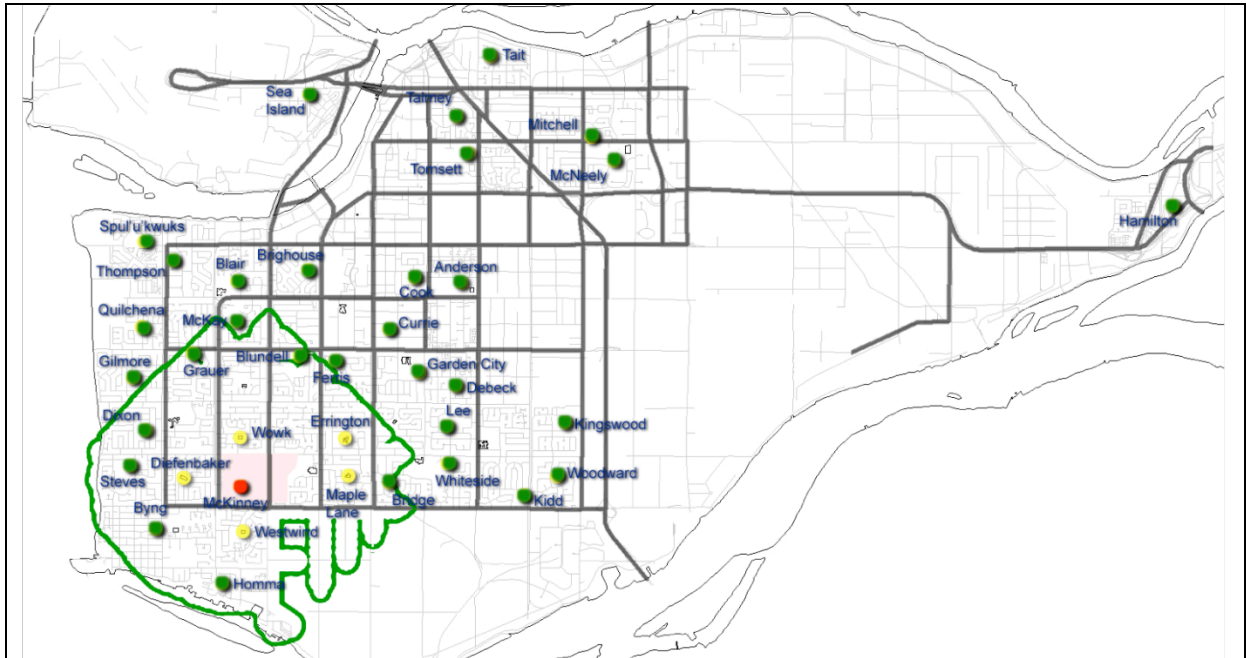 Tait
Sea
Island
Talmey
Mitchell
Tomsett
McNeely
Hamilton
Spul'u'kwuks
Thompson
Blair
Brighouse
Cook
Anderson
Quilchena
McKay
Currie
Gilmore
Grauer
Blundell
Ferris
Garden City
Debeck
Dixon
Wowk
Errington
Lee
Kingswood
Diefenbaker
Steves
McKinney
Maple
Lane
Bridge
Whiteside
Woodward
Kidd
Byng
Westwind
Homma